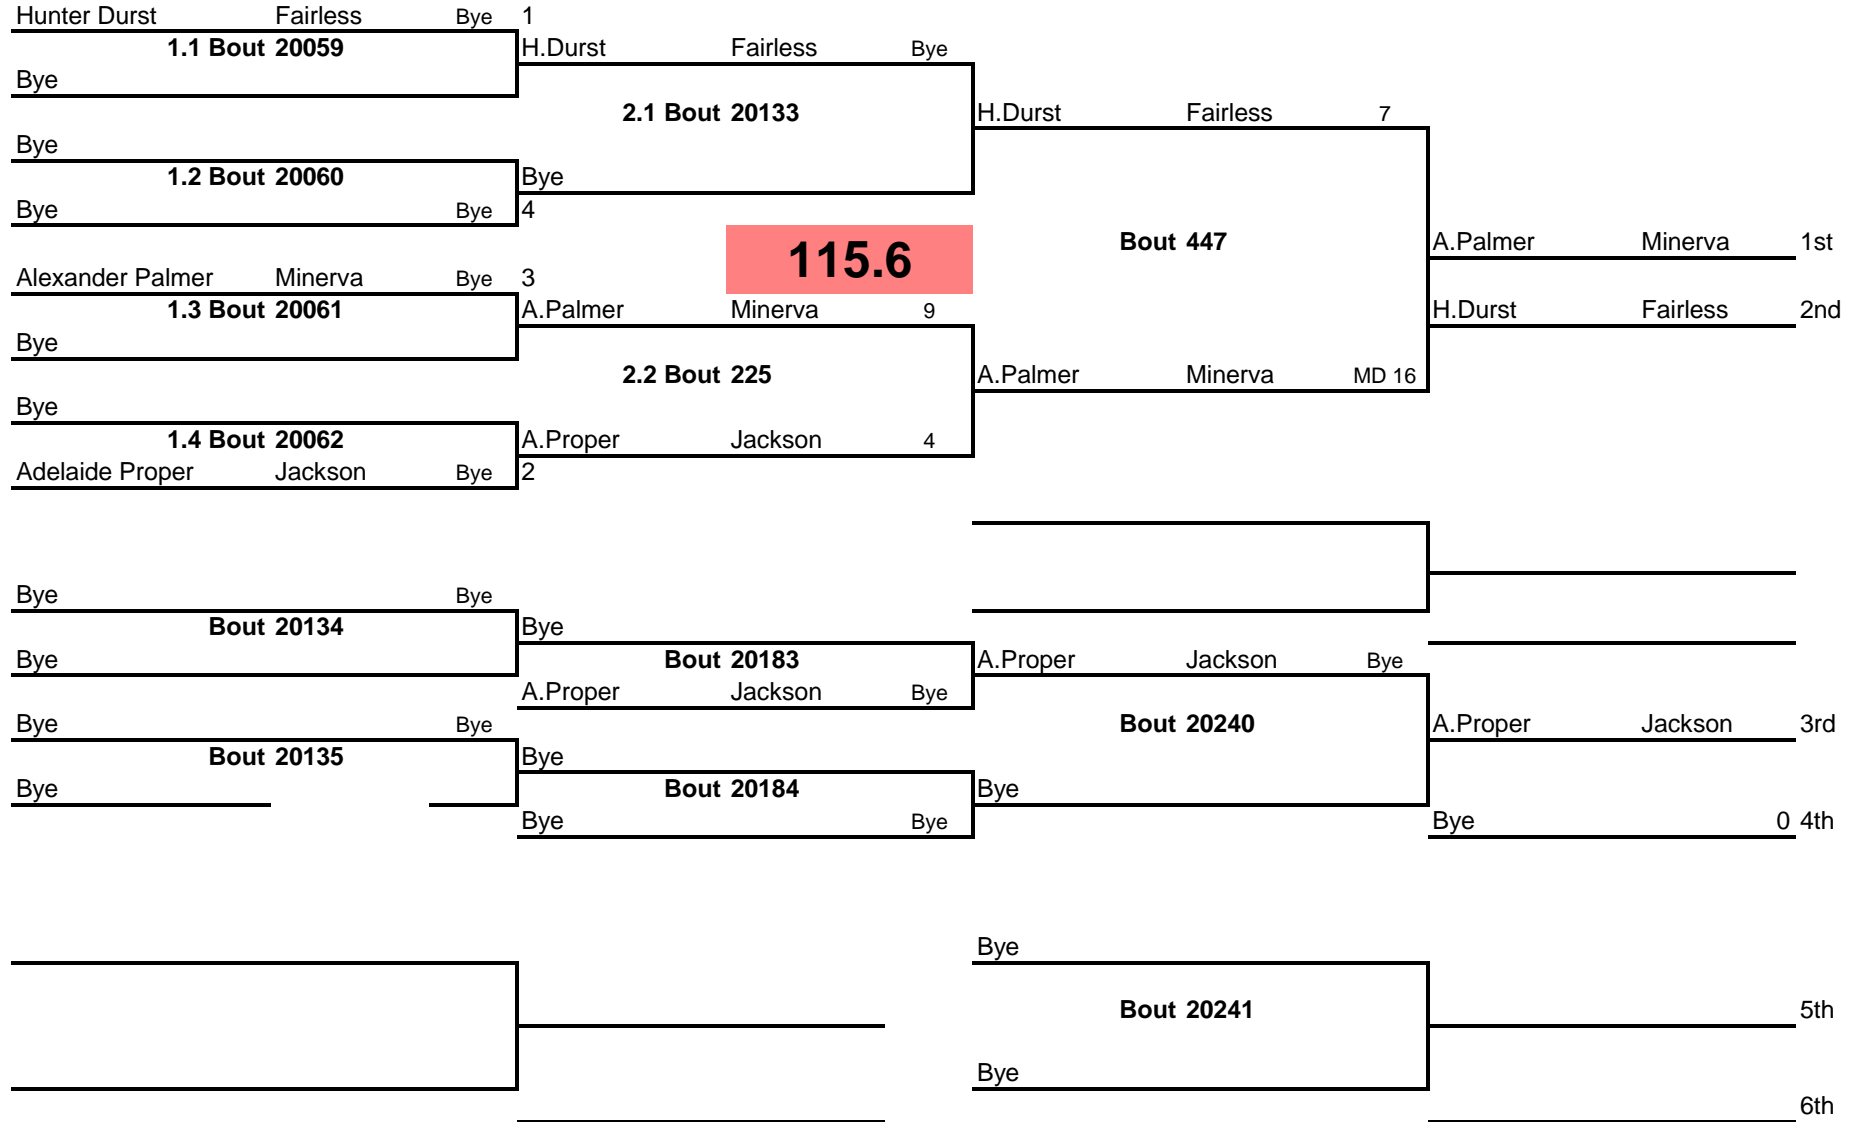 Hunter Durst Fairless Bye 1
1.1 Bout 20059 H.Durst Fairless Bye
Bye
2.1 Bout 20133 H.Durst Fairless 7
Bye
1.2 Bout 20060 Bye
Bye Bye 4
Bout 447 A.Palmer Minerva 1st
115.6
Alexander Palmer Minerva Bye 3
1.3 Bout 20061 A.Palmer Minerva 9 H.Durst Fairless 2nd
Bye
2.2 Bout 225 A.Palmer Minerva MD 16
Bye
1.4 Bout 20062 A.Proper Jackson 4
Adelaide Proper Jackson Bye 2
Bye Bye
Bout 20134 Bye
Bye Bout 20183 A.Proper Jackson Bye
A.Proper Jackson Bye
Bye Bye Bout 20240 A.Proper Jackson 3rd
Bout 20135 Bye
Bye Bout 20184 Bye
Bye Bye Bye 0 4th
Bye
Bout 20241 5th
Bye
6th